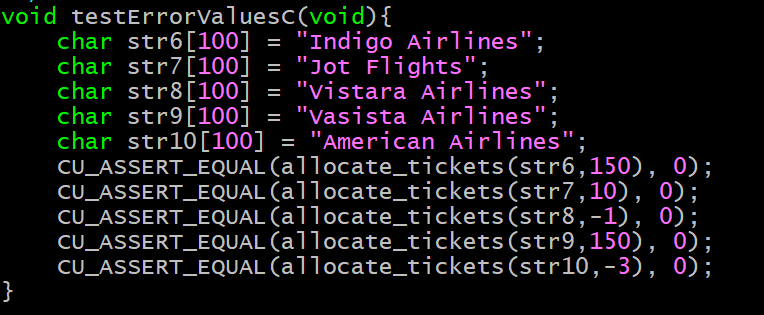 void testErrorValuesC(void){
    char str6[100] = "Indigo Airlines";
    char str7[100] = "Jot Flights";
    char str8[100] = "Vistara Airlines";
    char str9[100] = "Vasista Airlines";
    char str10[100] = "American Airlines";
    CU_ASSERT_EQUAL(allocate_tickets(str6,150), 0);
    CU_ASSERT_EQUAL(allocate_tickets(str7,10), 0);
    CU_ASSERT_EQUAL(allocate_tickets(str8,-1), 0);
    CU_ASSERT_EQUAL(allocate_tickets(str9,150), 0);
    CU_ASSERT_EQUAL(allocate_tickets(str10,-3), 0);
}